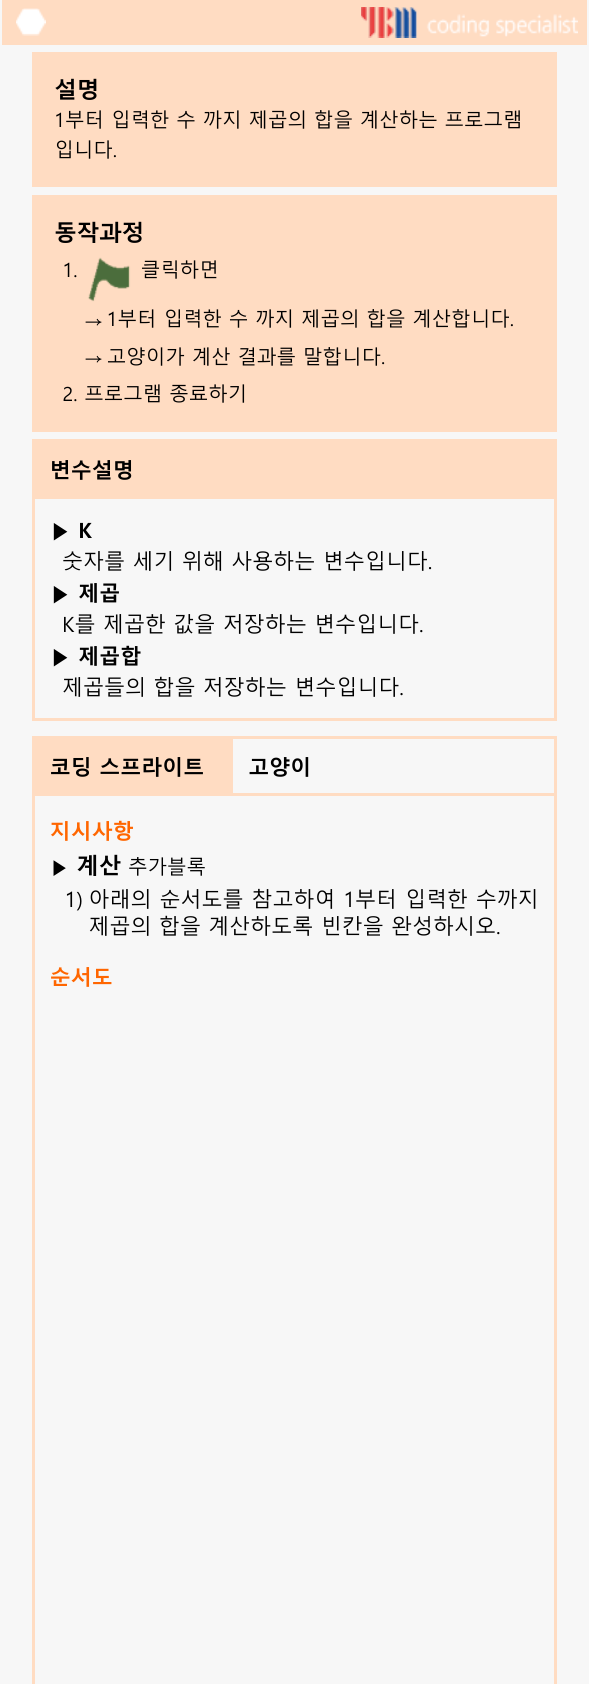 YBM coding specialist
설명
1부터 입력한 수 까지 제곱의 합을 계산하는 프로그램
입니다.
동작과정
1. 클릭하면
→ 1부터 입력한 수 까지 제곱의 합을 계산합니다.
→ 고양이가 계산 결과를 말합니다.
2. 프로그램 종료하기
변수설명
▶ K
숫자를 세기 위해 사용하는 변수입니다.
▶ 제곱
K를 제곱한 값을 저장하는 변수입니다.
▶ 제곱합
제곱들의 합을 저장하는 변수입니다.
코딩 스프라이트 고양이
지시사항
▶ 계산 추가블록
1) 아래의 순서도를 참고하여 1부터 입력한 수까지
제곱의 합을 계산하도록 빈칸을 완성하시오.
순서도